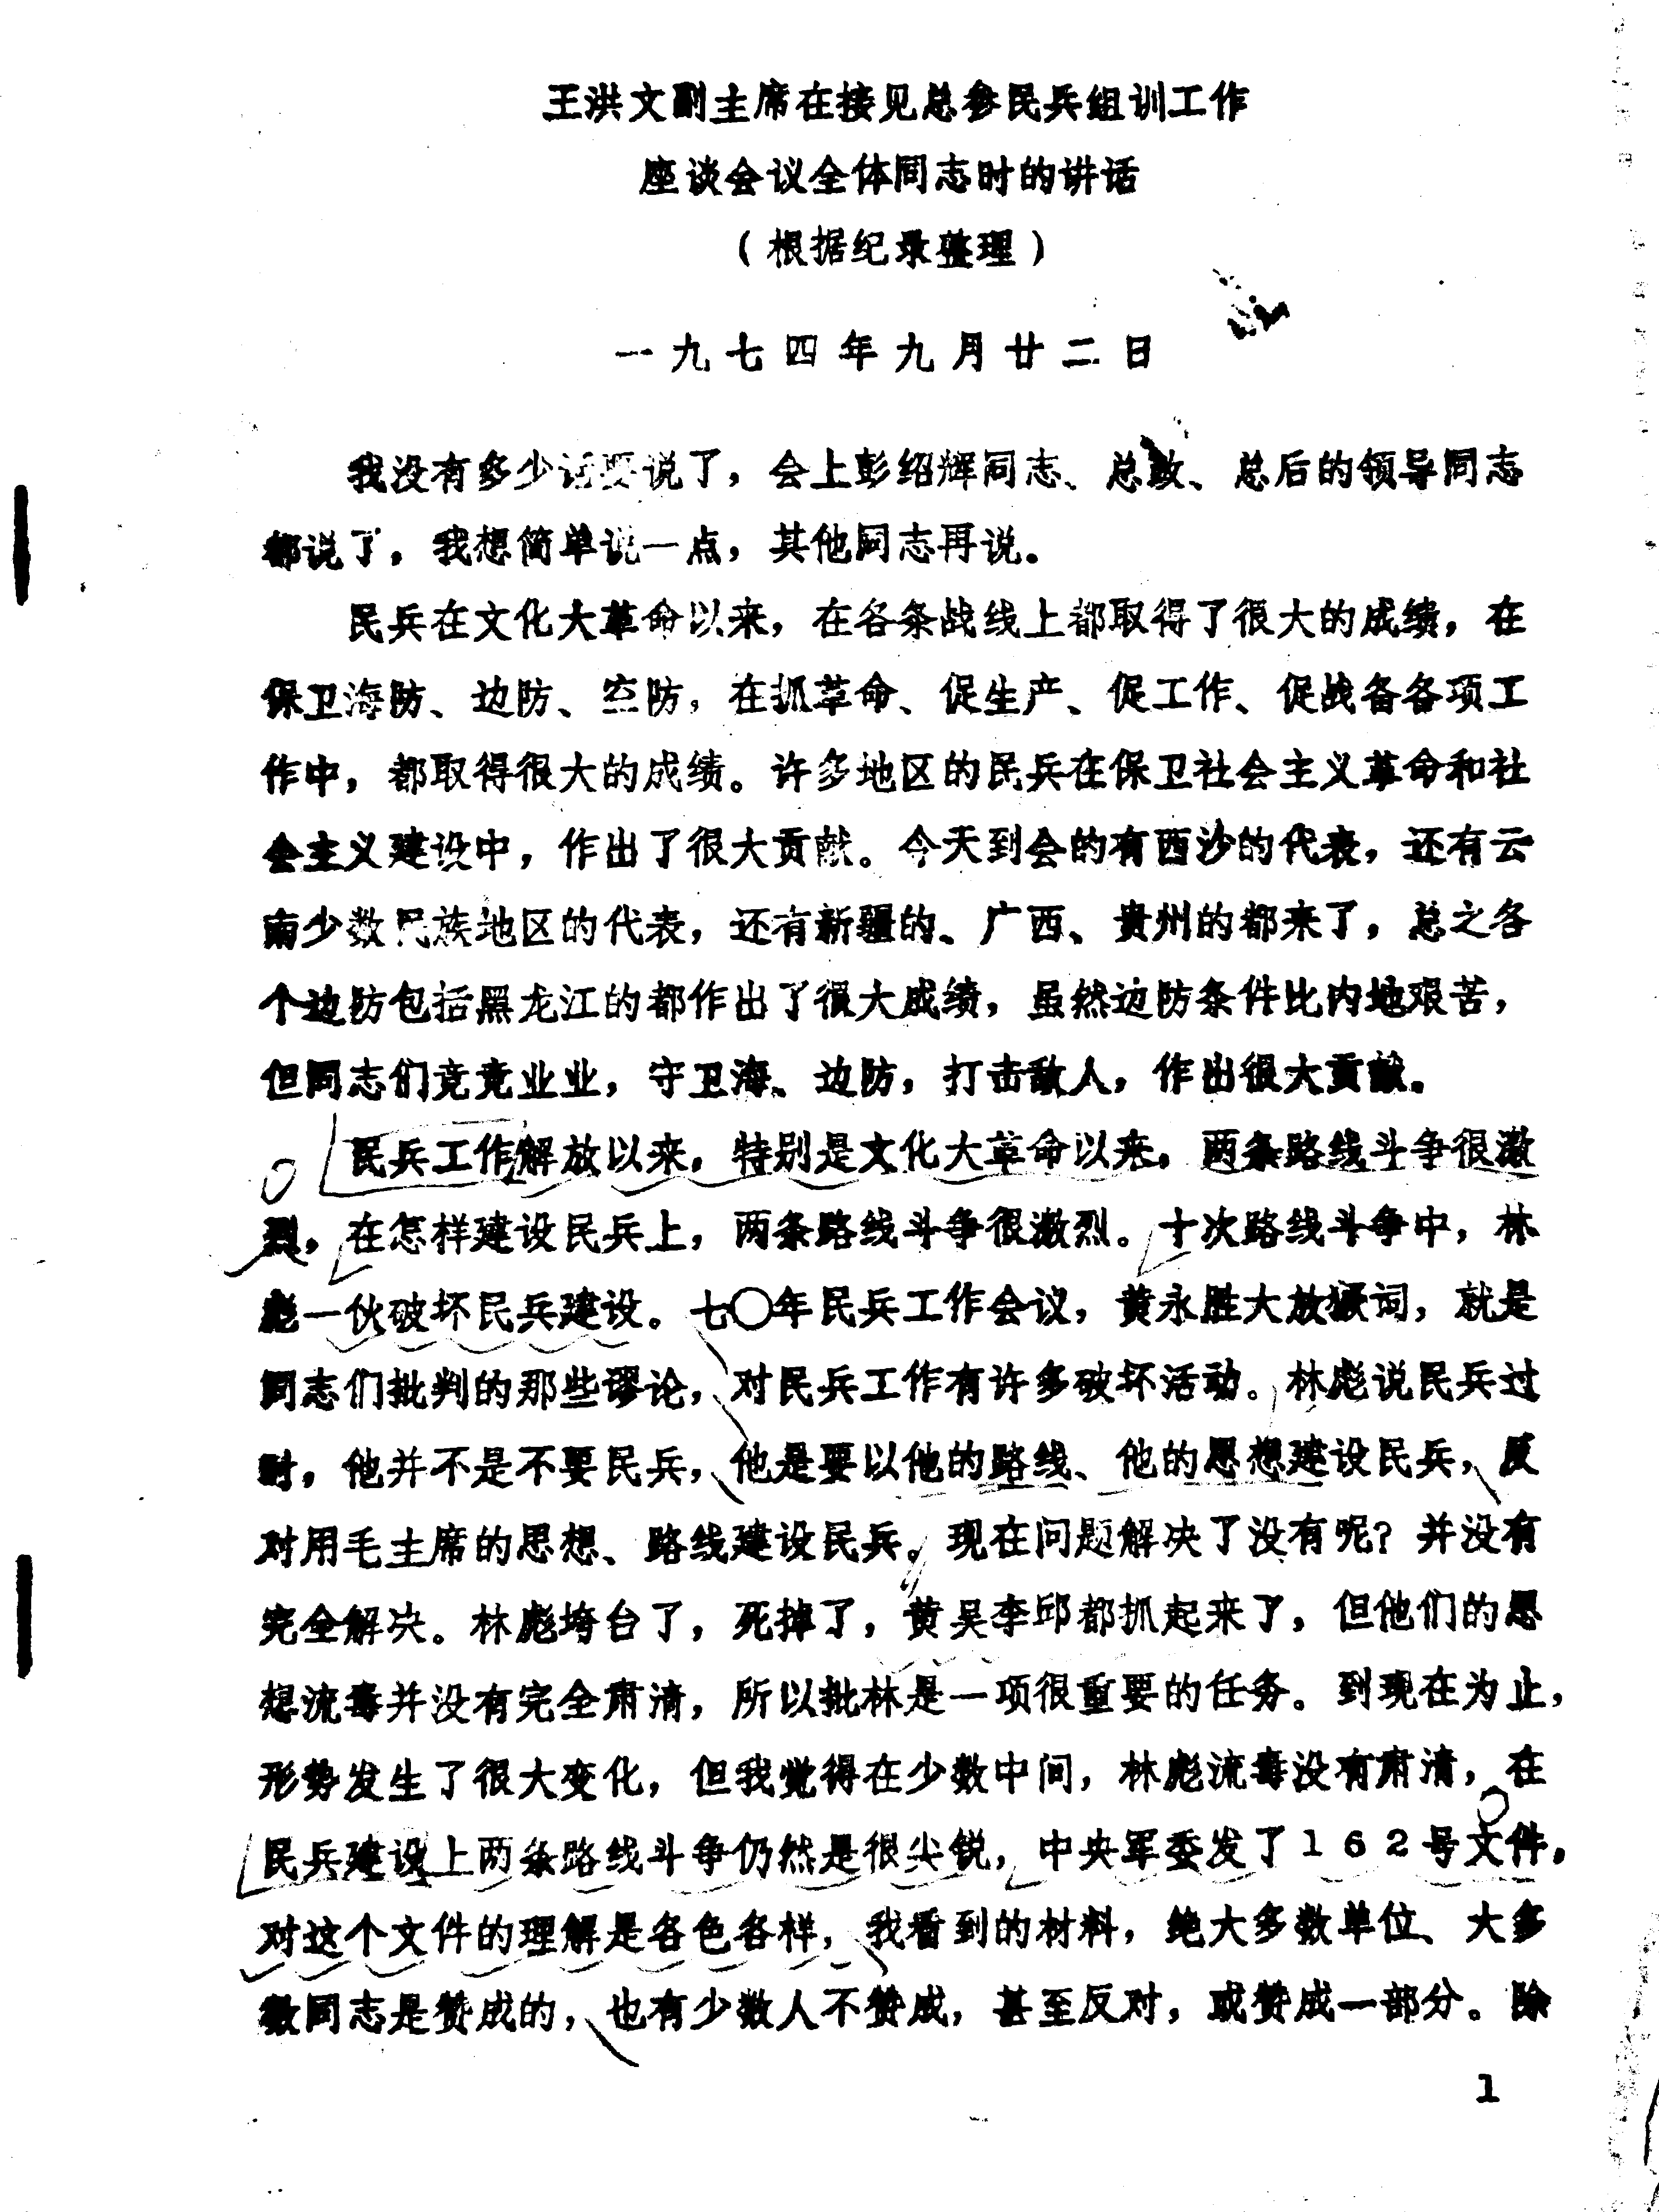 王洪文副主席在接见总参民兵组训工作
座谈会议全体同志时的讲话
（根据纪录整理）
一九七四年九月廿二日
我没有多少话要说了，会上彭绍辉同志、总政、总后的领导同志
都说了，我想简单说一点，其他同志再说。
民兵在文化大革命以来，在各条战线上都取得了很大的成绩，在
保卫海防、边防、空防，在抓革命、促生产、促工作、促战备各项工
作中，都取得很大的成绩。许多地区的民兵在保卫社会主义革命和社
会主义建设中，作出了很大贡献。今天到会的有西沙的代表，还有云
南少数民族地区的代表，还有新疆的、广西、贵州的都来了，总之各
个边防包括黑龙江的都作出了很大成绩，虽然边防条件比内地艰苦，
但同志们竞竞业业，守卫海、边防，打击敌人，作出很大贡献。
民兵工作解放以来，特别是文化大革命以来，两条路线斗争很激
烈，在怎样建设民兵上，两条路线斗争很激烈。十次路线斗争中，林
彪一伙破坏民兵建设。七〇年民兵工作会议，黄永胜大放厥词，就是
同志们批判的那些谬论，对民兵工作有许多破坏活动。林彪说民兵过
时，他并不是不要民兵，他是要以他的路线、他的思想建设民兵，反
对用毛主席的思想、路线建设民兵。现在问题解决了没有呢？并没有
完全解决。林彪垮台了，死掉了，黄吴李邱都抓起来了，但他们的思
想流毒并没有完全肃清，所以批林是一项很重要的任务。到现在为止，
形势发生了很大变化，但我觉得在少数中间，林彪流毒没有肃清，在
民兵建设上两条路线斗争仍然是很尖锐，中央军委发了162号文件，
对这个文件的理解是各色各样，我看到的材料，绝大多数单位、大多
数同志是赞成的，也有少数人不赞成，甚至反对，或赞成一部分。除
1